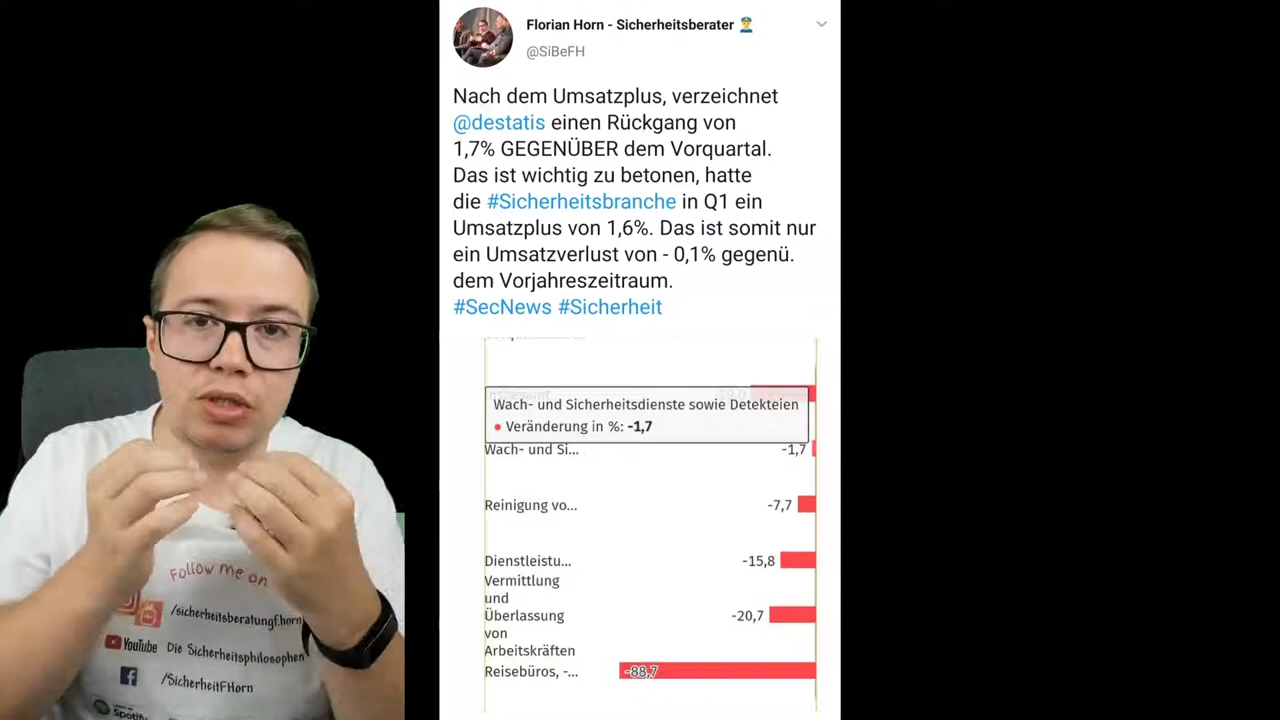 Florian Horn - Sicherheitsberater
@SiBeFH
Nach dem Umsatzplus, verzeichnet
@destatis einen Rückgang von
1,7% GEGENÜBER dem Vorquartal.
Das ist wichtig zu betonen, hatte
die #Sicherheitsbranche in Q1 ein
Umsatzplus von 1,6%. Das ist somit nur
ein Umsatzverlust von - 0,1% gegenü.
dem Vorjahreszeitraum.
#SecNews #Sicherheit
Wach- und Sicherheitsdienste sowie Detekteien
Veränderung in %: -1,7
Wach- und Si... -1,7
Reinigung vo... -7,7
Dienstleistu... -15,8
Vermittlung
und
Überlassung -20,7
von
Arbeitskräften
Reisebüros, -... -88,7
Follow me on
/sicherheitsberatungf.horn
YouTube Die Sicherheitsphilosophen
/SicherheitFHorn
Spotify